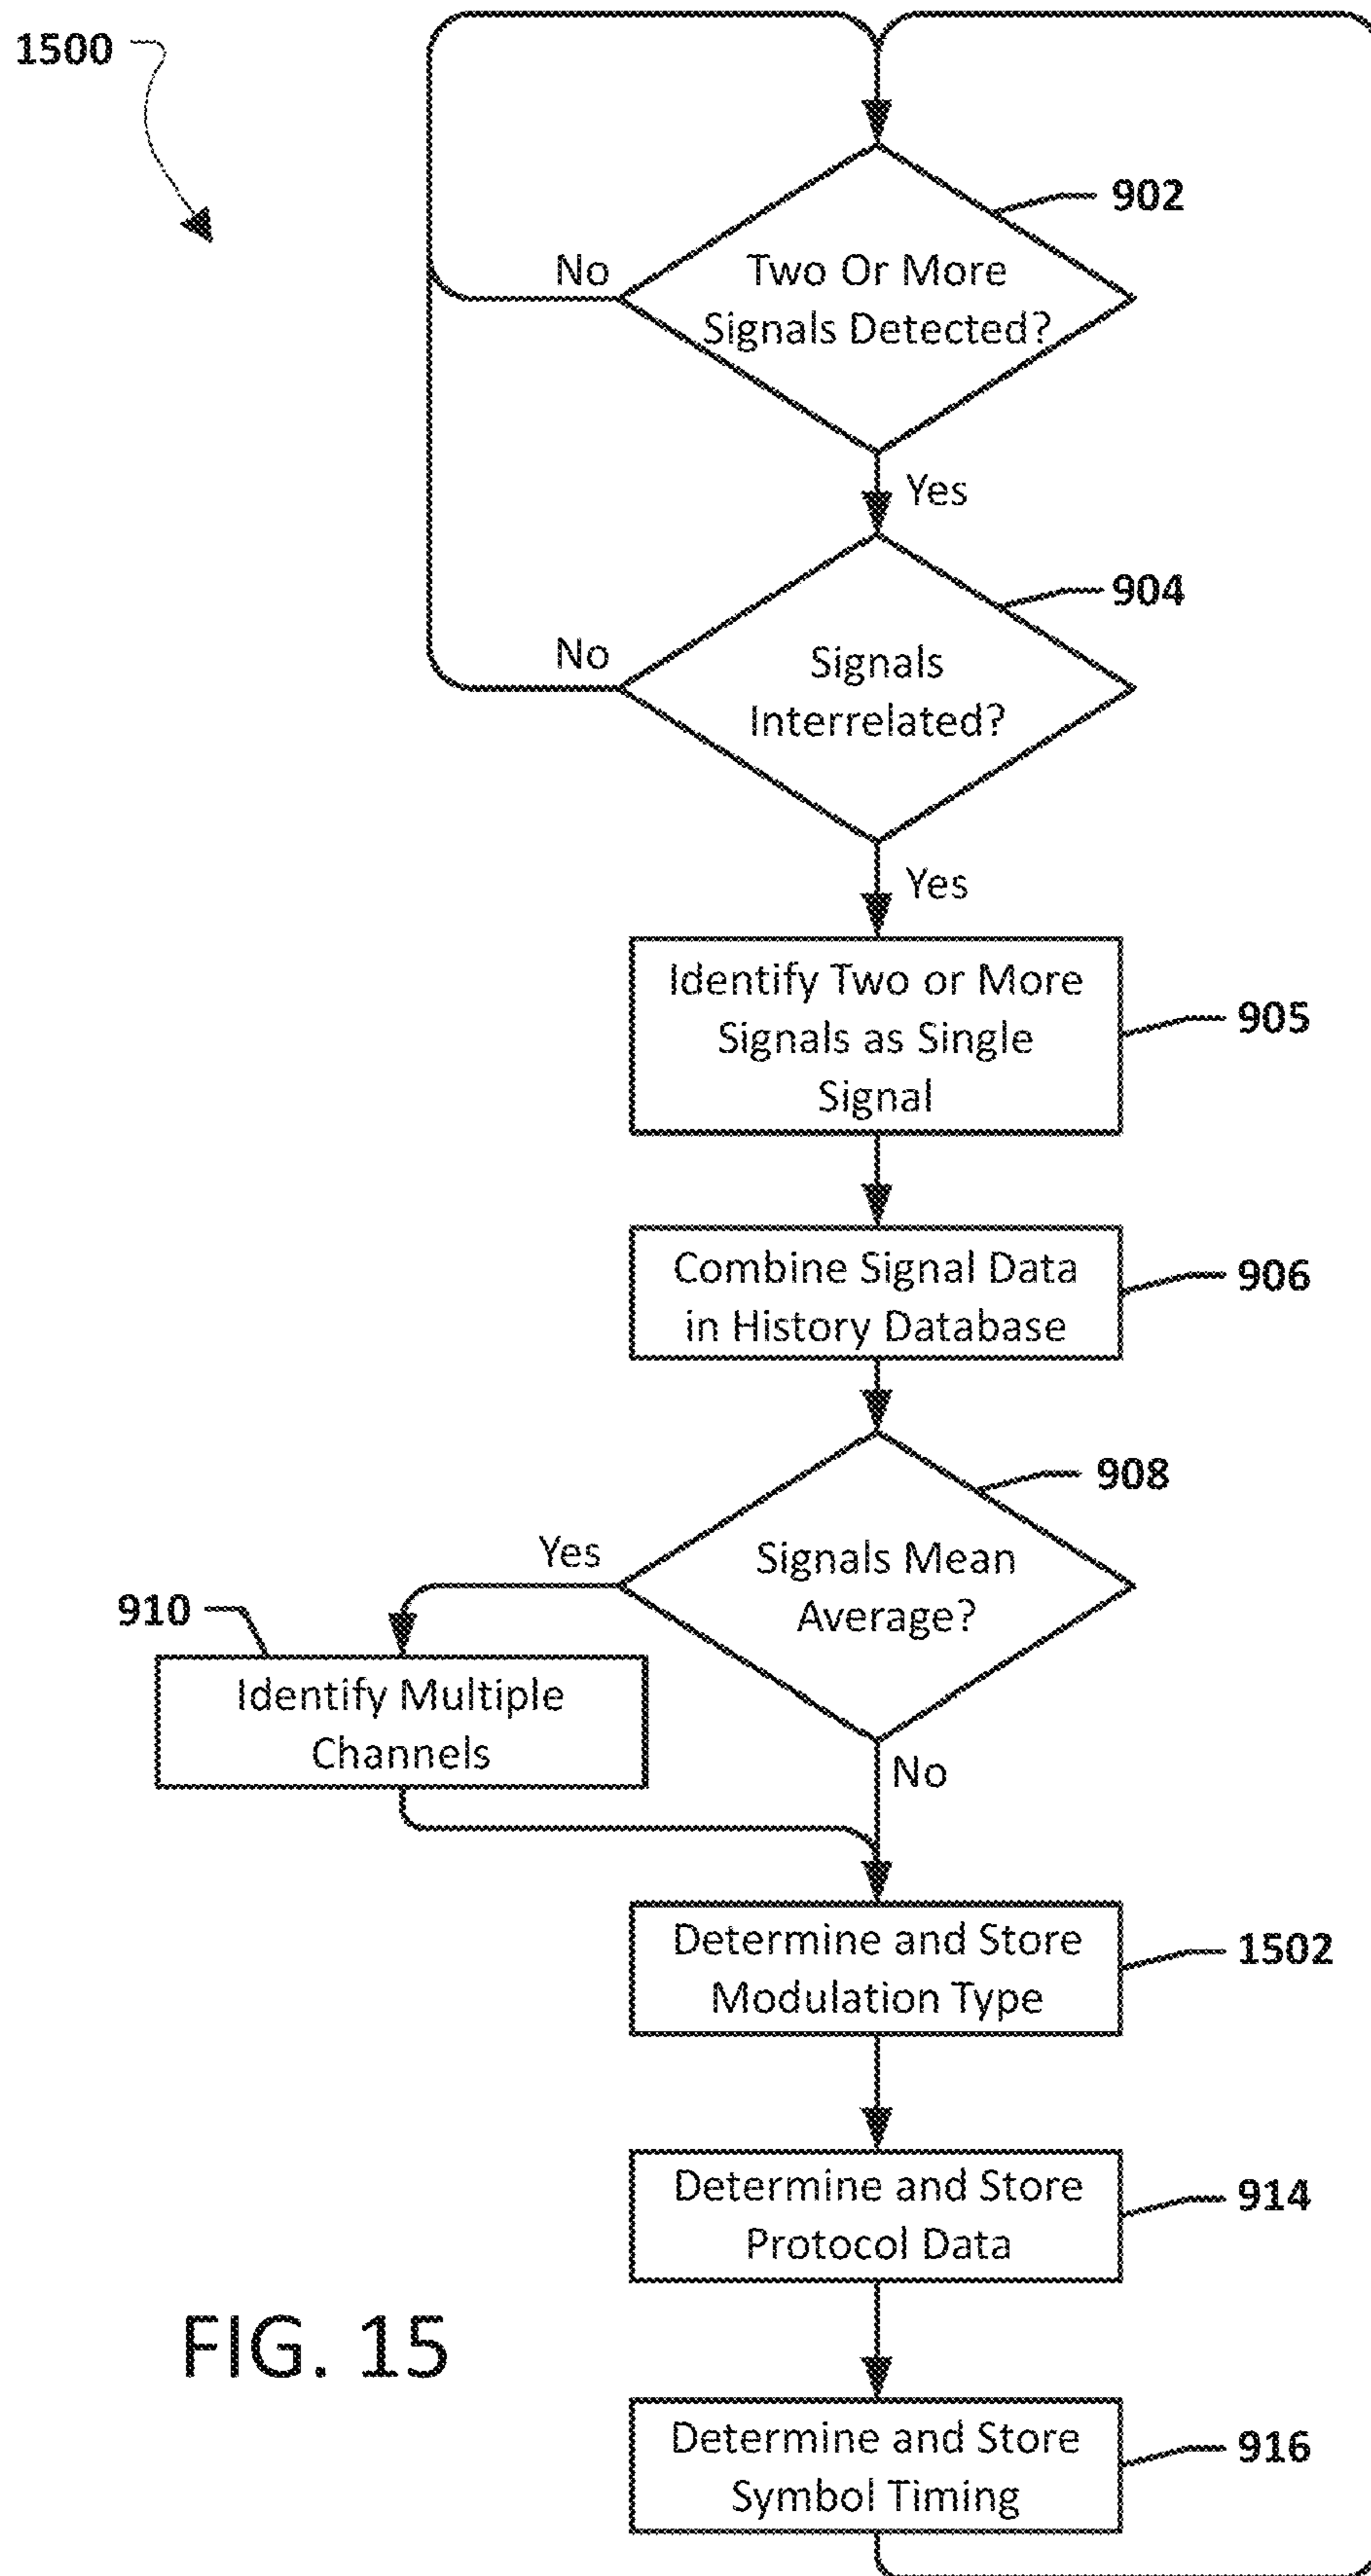 1500
902
No
Two Or More
Signals Detected?
Yes
904
No
Signals
Interrelated?
Yes
Identify Two or More
Signals as Single
Signal
905
Combine Signal Data
in History Database
906
908
Yes
Signals Mean
Average?
910
Identify Multiple
Channels
No
Determine and Store
Modulation Type
1502
Determine and Store
Protocol Data
914
FIG. 15
Determine and Store
Symbol Timing
916